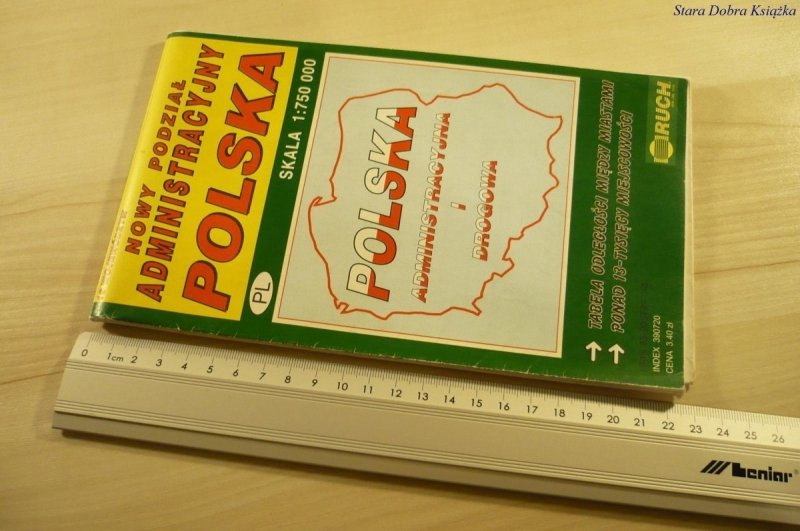 Stara Dobra Książka
NOWY PODZIAŁ
ADMINISTRACYJNY
POLSKA
SKALA 1:750 000
PL
POLSKA
ADMINISTRACYJNA
I
DROGOWA
RUCH
→ TABELA ODLEGŁOŚCI MIĘDZY MIASTAMI
→ PONAD 13-TYSIĘCY MIEJSCOWOŚCI
INDEX 390720
CENA 3.40 zł
0 1cm 2 3 4 5 6 7 8 9 10 11 12 13 14 15 16 17 18 19 20 21 22 23 24 25 26
leniar